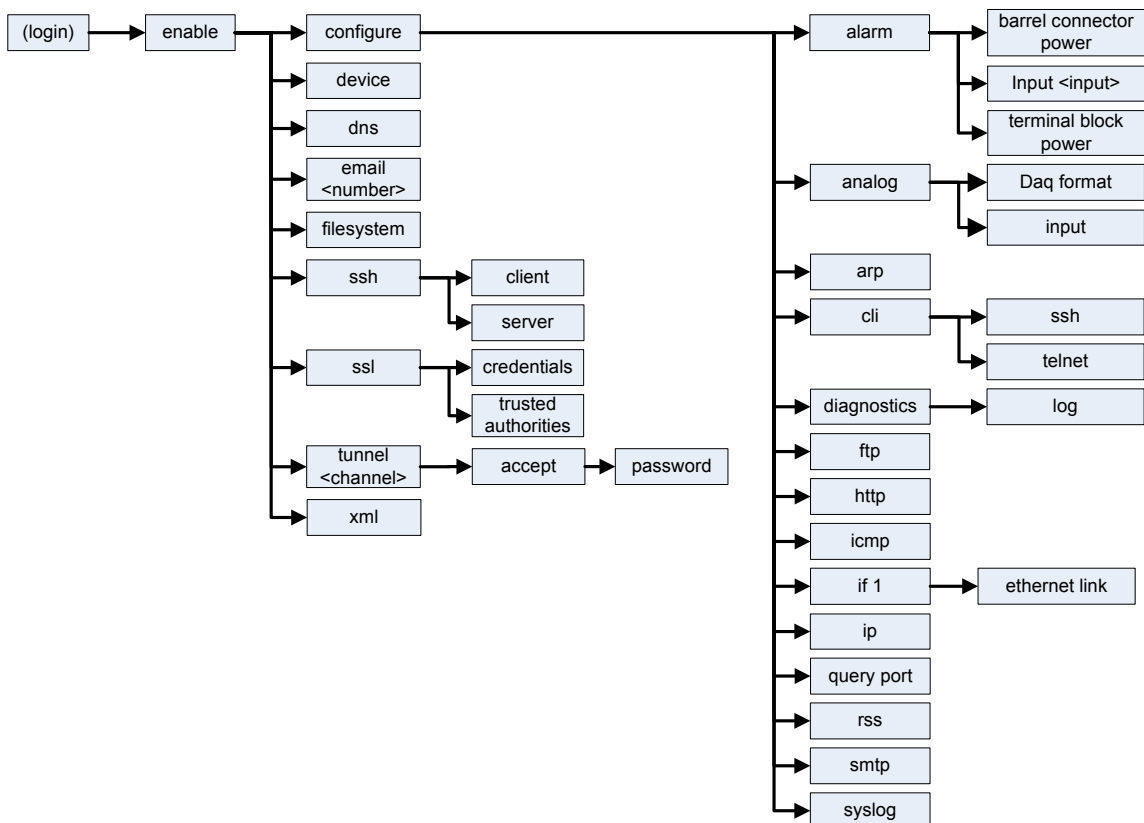 (login)
enable
configure
device
dns
email
<number>
filesystem
ssh
client
server
ssl
credentials
trusted
authorities
tunnel
<channel>
accept
password
xml
alarm
barrel connector
power
Input <input>
terminal block
power
analog
Daq format
input
arp
cli
ssh
telnet
diagnostics
log
ftp
http
icmp
if 1
ethernet link
ip
query port
rss
smtp
syslog